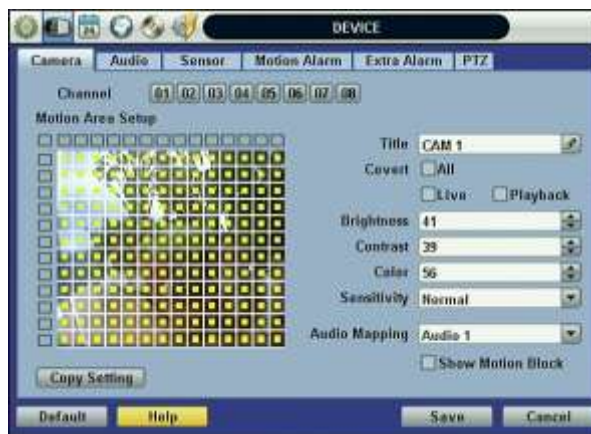 DEVICE
Camera Audio Sensor Motion Alarm Extra Alarm PTZ
Channel 01 02 03 04 05 06 07 08
Motion Area Setup
Title CAM 1
Covert All
Live Playback
Brightness 41
Contrast 39
Color 56
Sensitivity Normal
Audio Mapping Audio 1
Show Motion Block
Copy Setting
Default Help Save Cancel